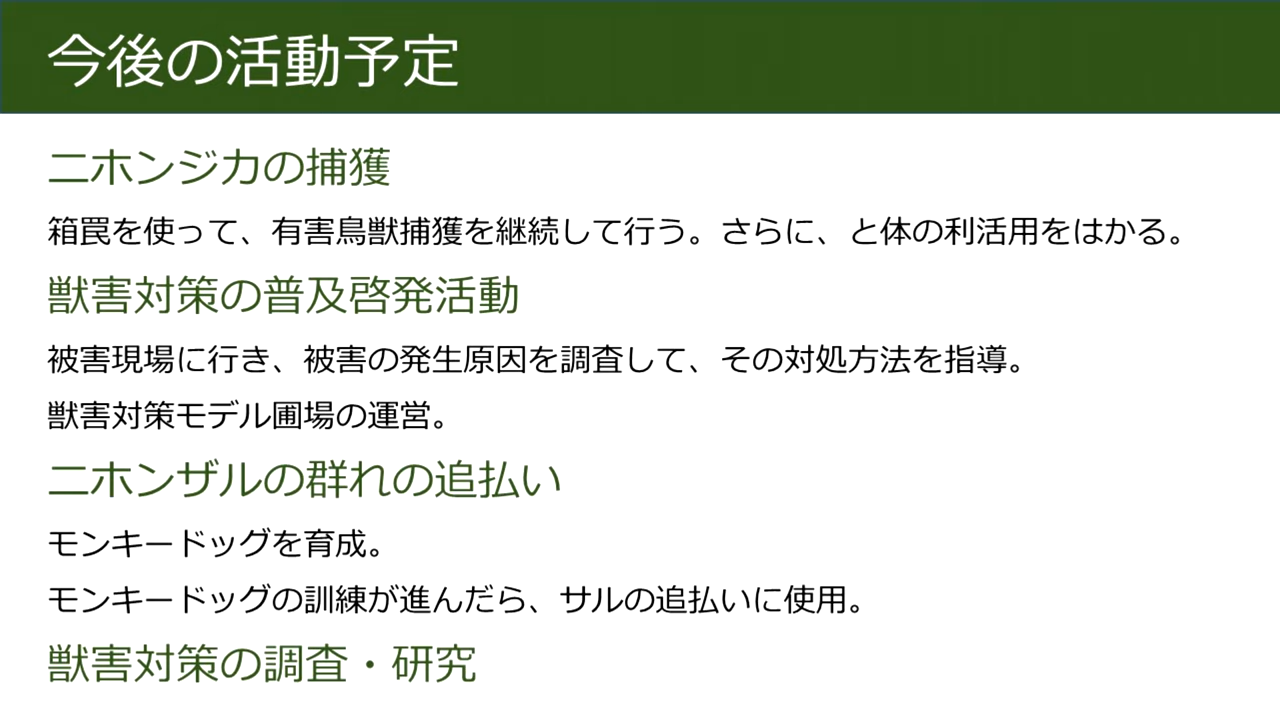 今後の活動予定
ニホンジカの捕獲
箱罠を使って、有害鳥獣捕獲を継続して行う。さらに、と体の利活用をはかる。
獣害対策の普及啓発活動
被害現場に行き、被害の発生原因を調査して、その対処方法を指導。
獣害対策モデル圃場の運営。
ニホンザルの群れの追払い
モンキードッグを育成。
モンキードッグの訓練が進んだら、サルの追払いに使用。
獣害対策の調査・研究